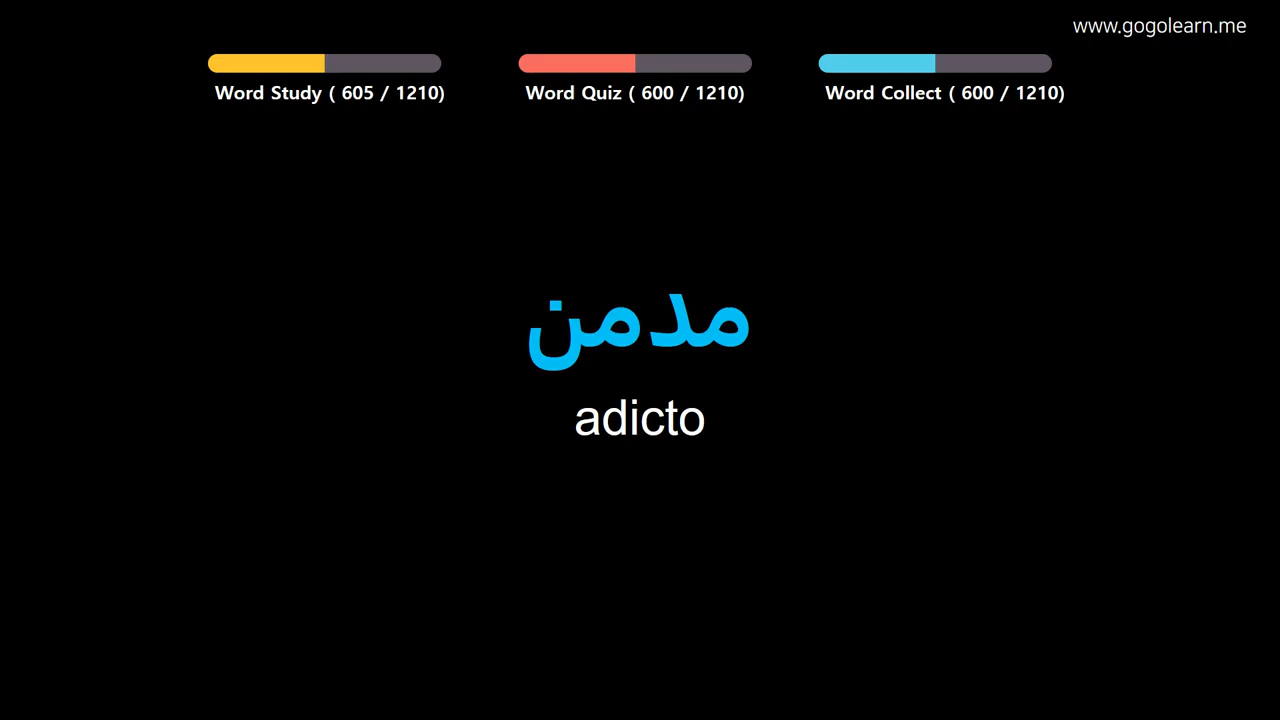 www.gogolearn.me
Word Study ( 605 / 1210)
Word Quiz ( 600 / 1210)
Word Collect ( 600 / 1210)
مدمن
adicto